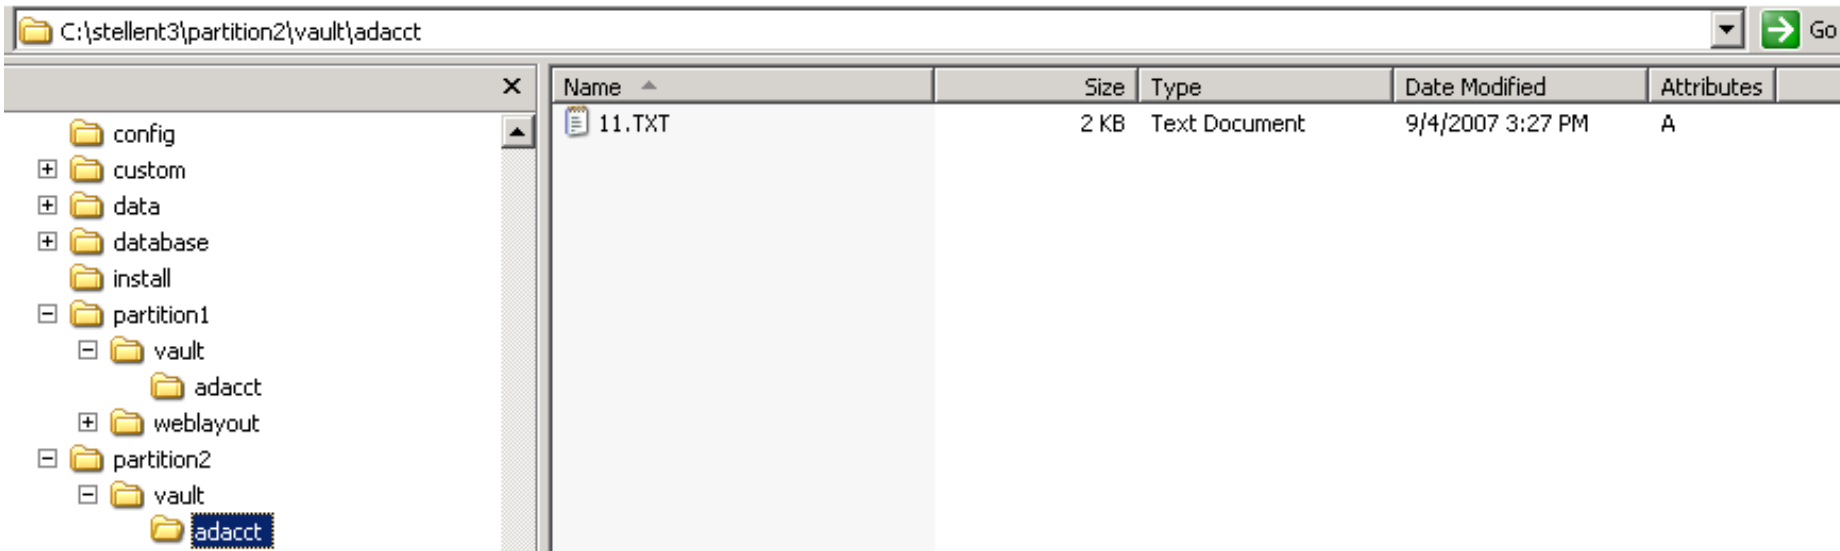 C:\stellent3\partition2\vault\adacct Go
Name Size Type Date Modified Attributes
11.TXT 2 KB Text Document 9/4/2007 3:27 PM A
config
custom
data
database
install
partition1
vault
adacct
weblayout
partition2
vault
adacct